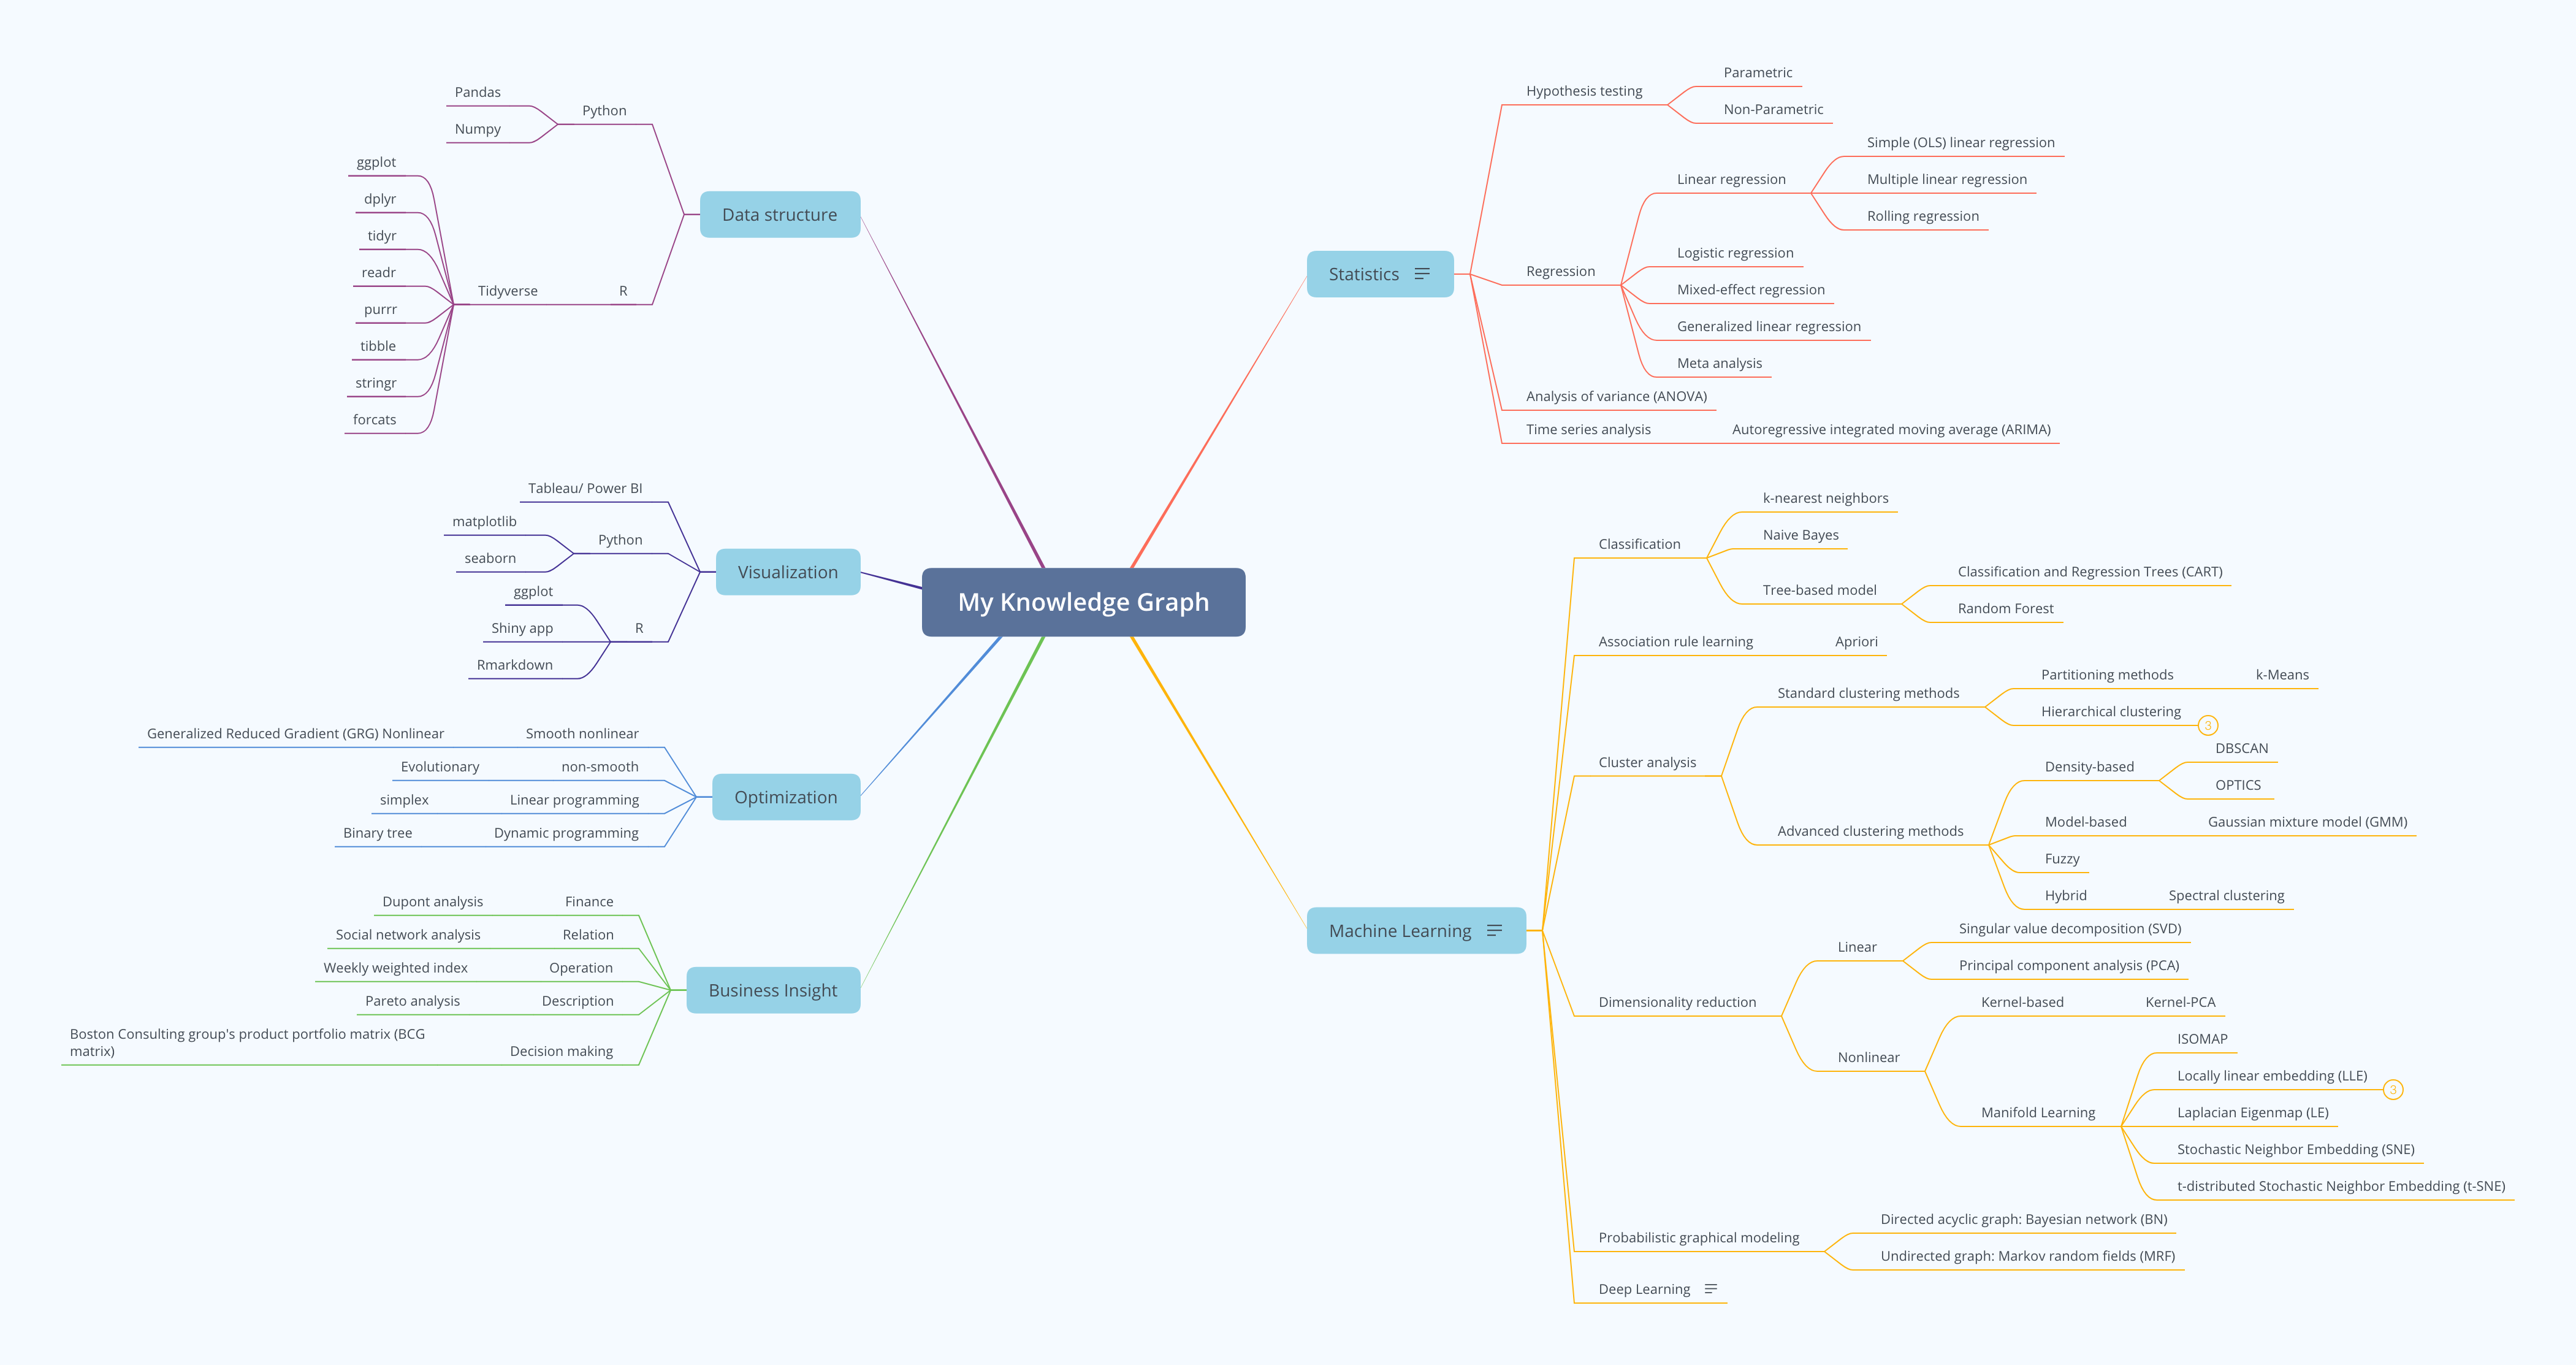 My Knowledge Graph
Data structure
Python
Pandas
Numpy
R
Tidyverse
ggplot
dplyr
tidyr
readr
purrr
tibble
stringr
forcats
Visualization
Tableau/ Power BI
Python
matplotlib
seaborn
R
ggplot
Shiny app
Rmarkdown
Optimization
Smooth nonlinear
Generalized Reduced Gradient (GRG) Nonlinear
non-smooth
Evolutionary
Linear programming
simplex
Dynamic programming
Binary tree
Business Insight
Finance
Dupont analysis
Relation
Social network analysis
Operation
Weekly weighted index
Description
Pareto analysis
Decision making
Boston Consulting group's product portfolio matrix (BCG
matrix)
Statistics
Hypothesis testing
Parametric
Non-Parametric
Regression
Linear regression
Simple (OLS) linear regression
Multiple linear regression
Rolling regression
Logistic regression
Mixed-effect regression
Generalized linear regression
Meta analysis
Analysis of variance (ANOVA)
Time series analysis
Autoregressive integrated moving average (ARIMA)
Machine Learning
Classification
k-nearest neighbors
Naive Bayes
Tree-based model
Classification and Regression Trees (CART)
Random Forest
Association rule learning
Apriori
Cluster analysis
Standard clustering methods
Partitioning methods
k-Means
Hierarchical clustering
3
Advanced clustering methods
Density-based
DBSCAN
OPTICS
Model-based
Gaussian mixture model (GMM)
Fuzzy
Hybrid
Spectral clustering
Dimensionality reduction
Linear
Singular value decomposition (SVD)
Principal component analysis (PCA)
Nonlinear
Kernel-based
Kernel-PCA
Manifold Learning
ISOMAP
Locally linear embedding (LLE)
3
Laplacian Eigenmap (LE)
Stochastic Neighbor Embedding (SNE)
t-distributed Stochastic Neighbor Embedding (t-SNE)
Probabilistic graphical modeling
Directed acyclic graph: Bayesian network (BN)
Undirected graph: Markov random fields (MRF)
Deep Learning